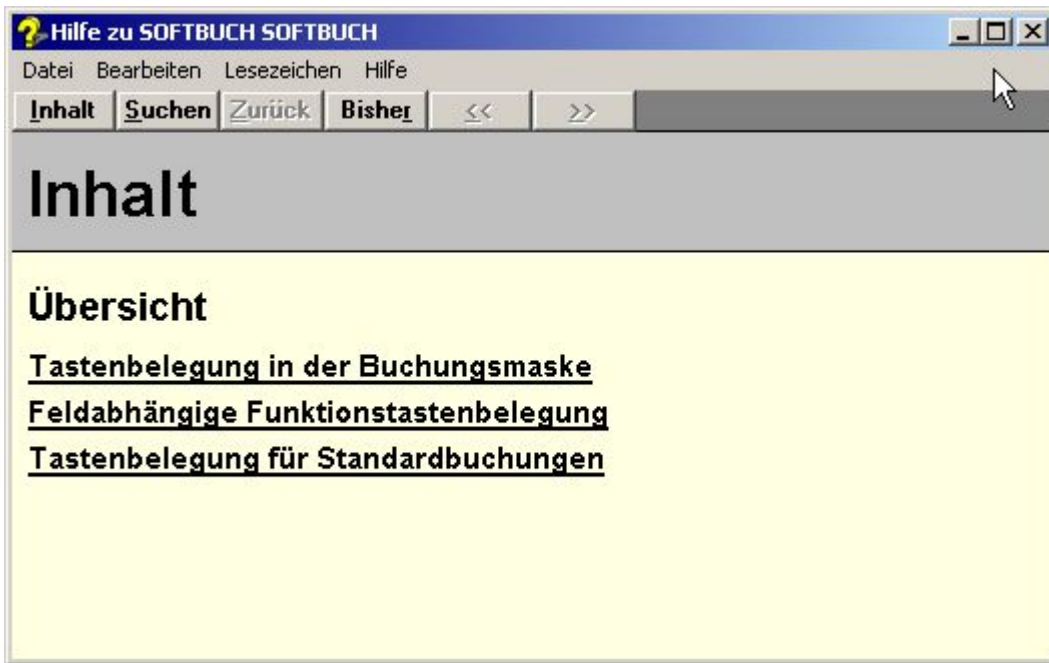 Hilfe zu SOFTBUCH SOFTBUCH
Datei Bearbeiten Lesezeichen Hilfe
Inhalt Suchen Zurück Bisher << >>
Inhalt
Übersicht
Tastenbelegung in der Buchungsmaske
Feldabhängige Funktionstastenbelegung
Tastenbelegung für Standardbuchungen